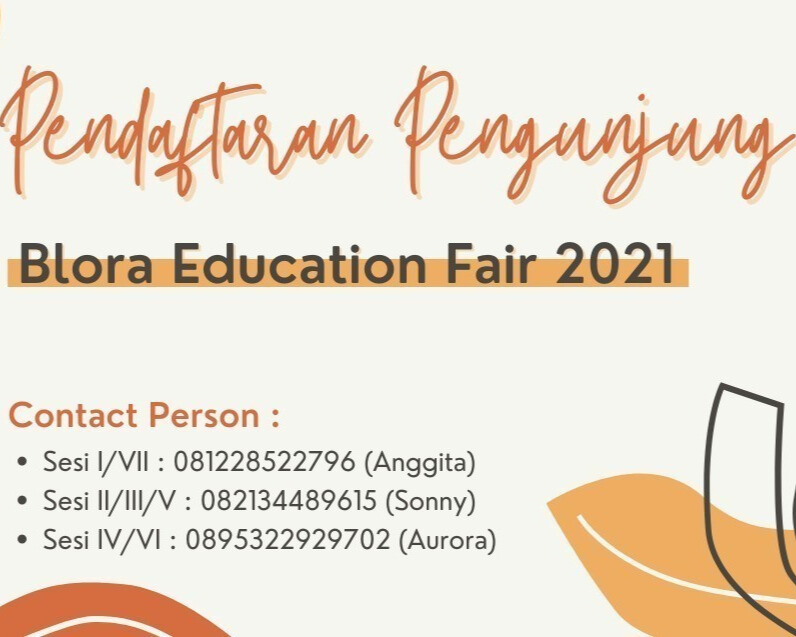 Pendaftaran Pengunjung
Blora Education Fair 2021
Contact Person :
• Sesi I/VII : 081228522796 (Anggita)
• Sesi II/III/V : 082134489615 (Sonny)
• Sesi IV/VI : 0895322929702 (Aurora)